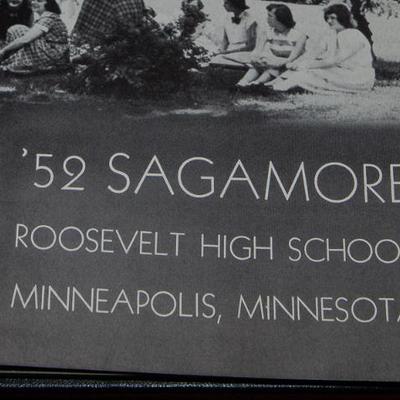 '52 SAGAMORE
ROOSEVELT HIGH SCHOO
MINNEAPOLIS, MINNESOTA